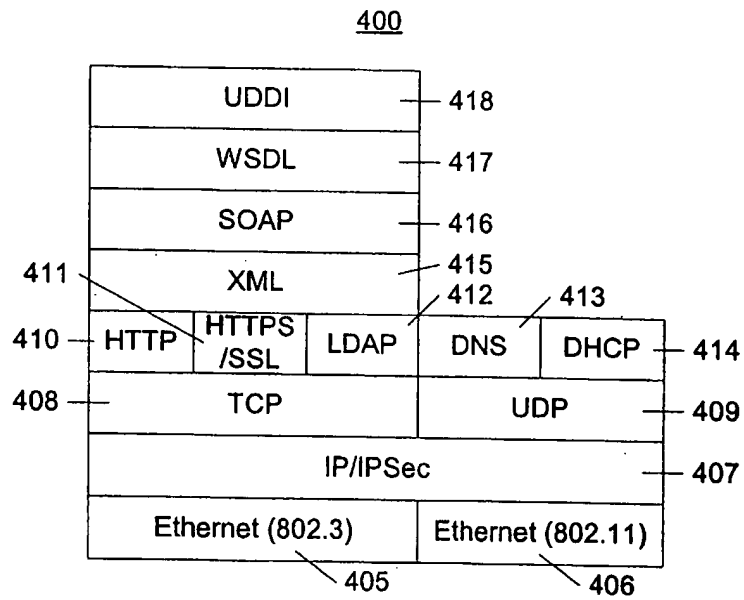 400
UDDI
418
WSDL
417
SOAP
416
XML
415
411
412
413
410
HTTP
HTTPS
/SSL
LDAP
DNS
DHCP
414
408
TCP
UDP
409
IP/IPSec
407
Ethernet (802.3)
Ethernet (802.11)
405
406